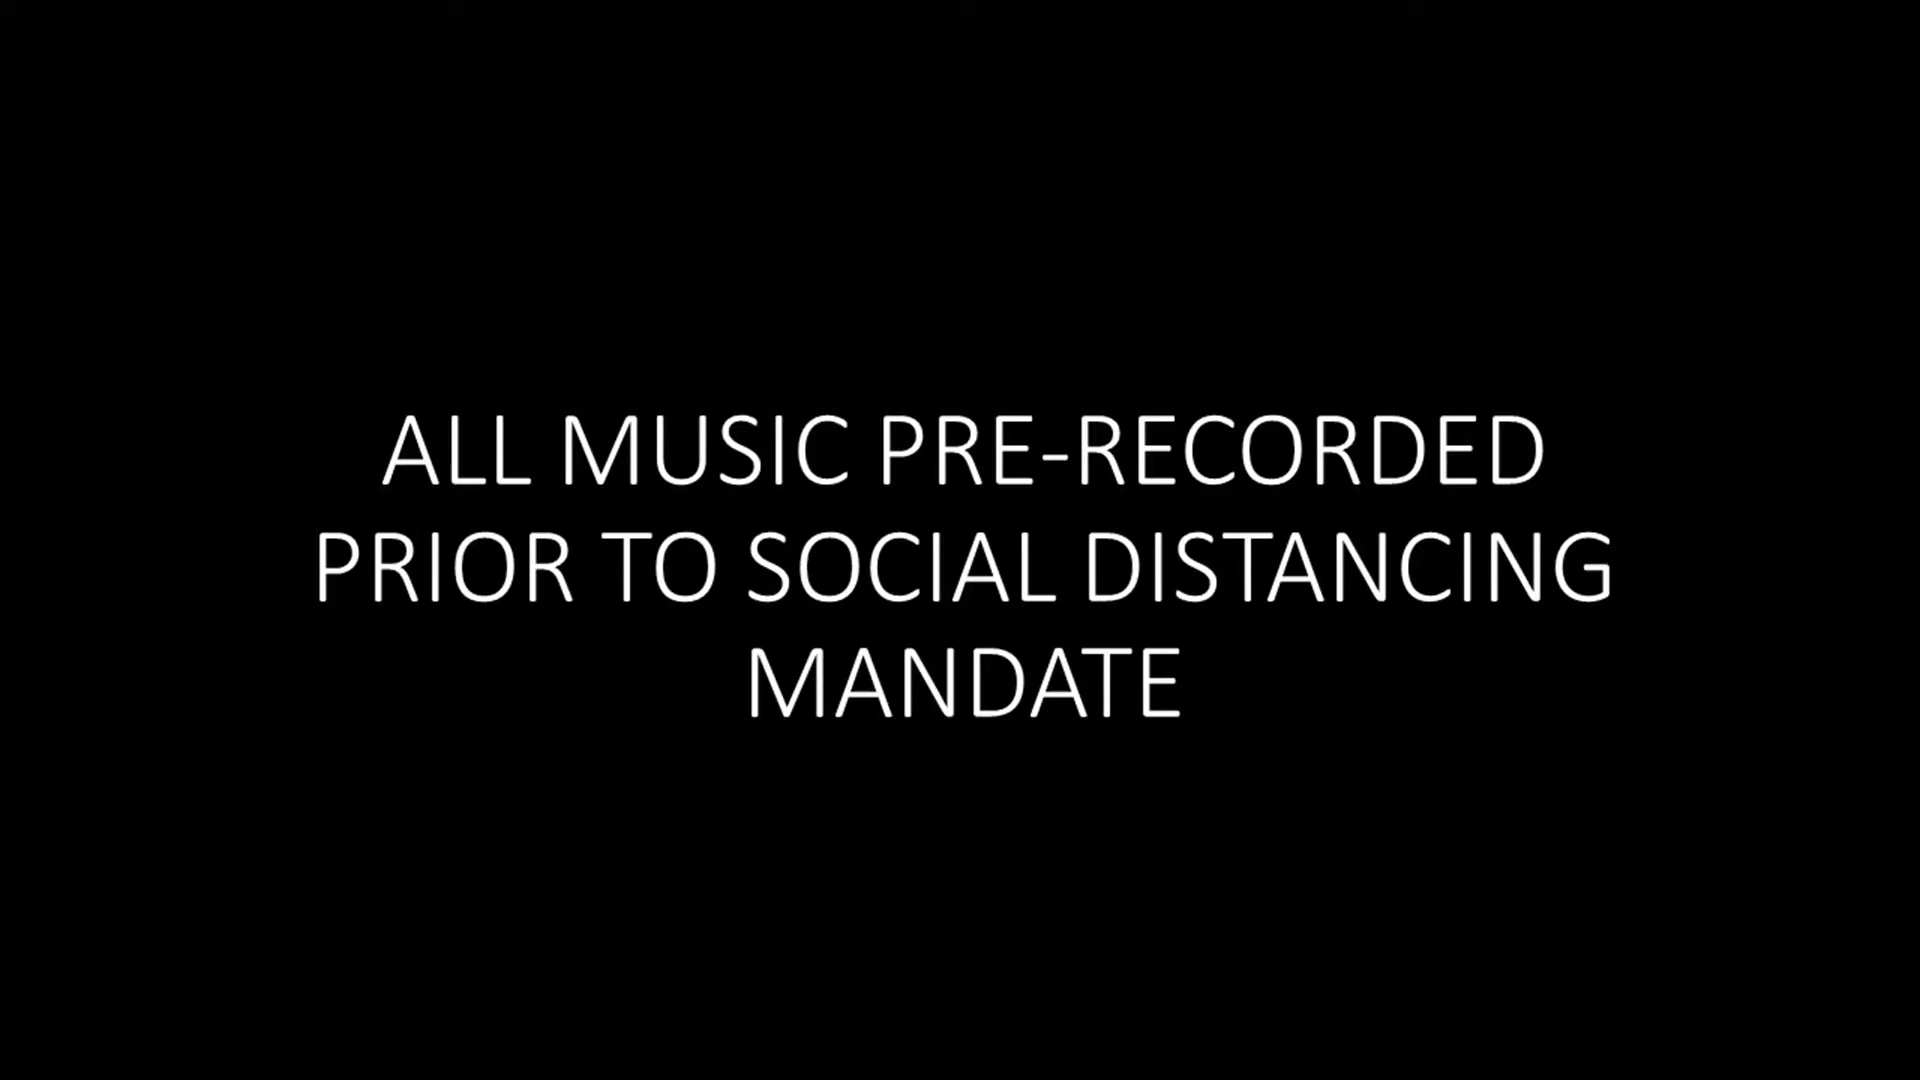 ALL MUSIC PRE-RECORDED
PRIOR TO SOCIAL DISTANCING
MANDATE